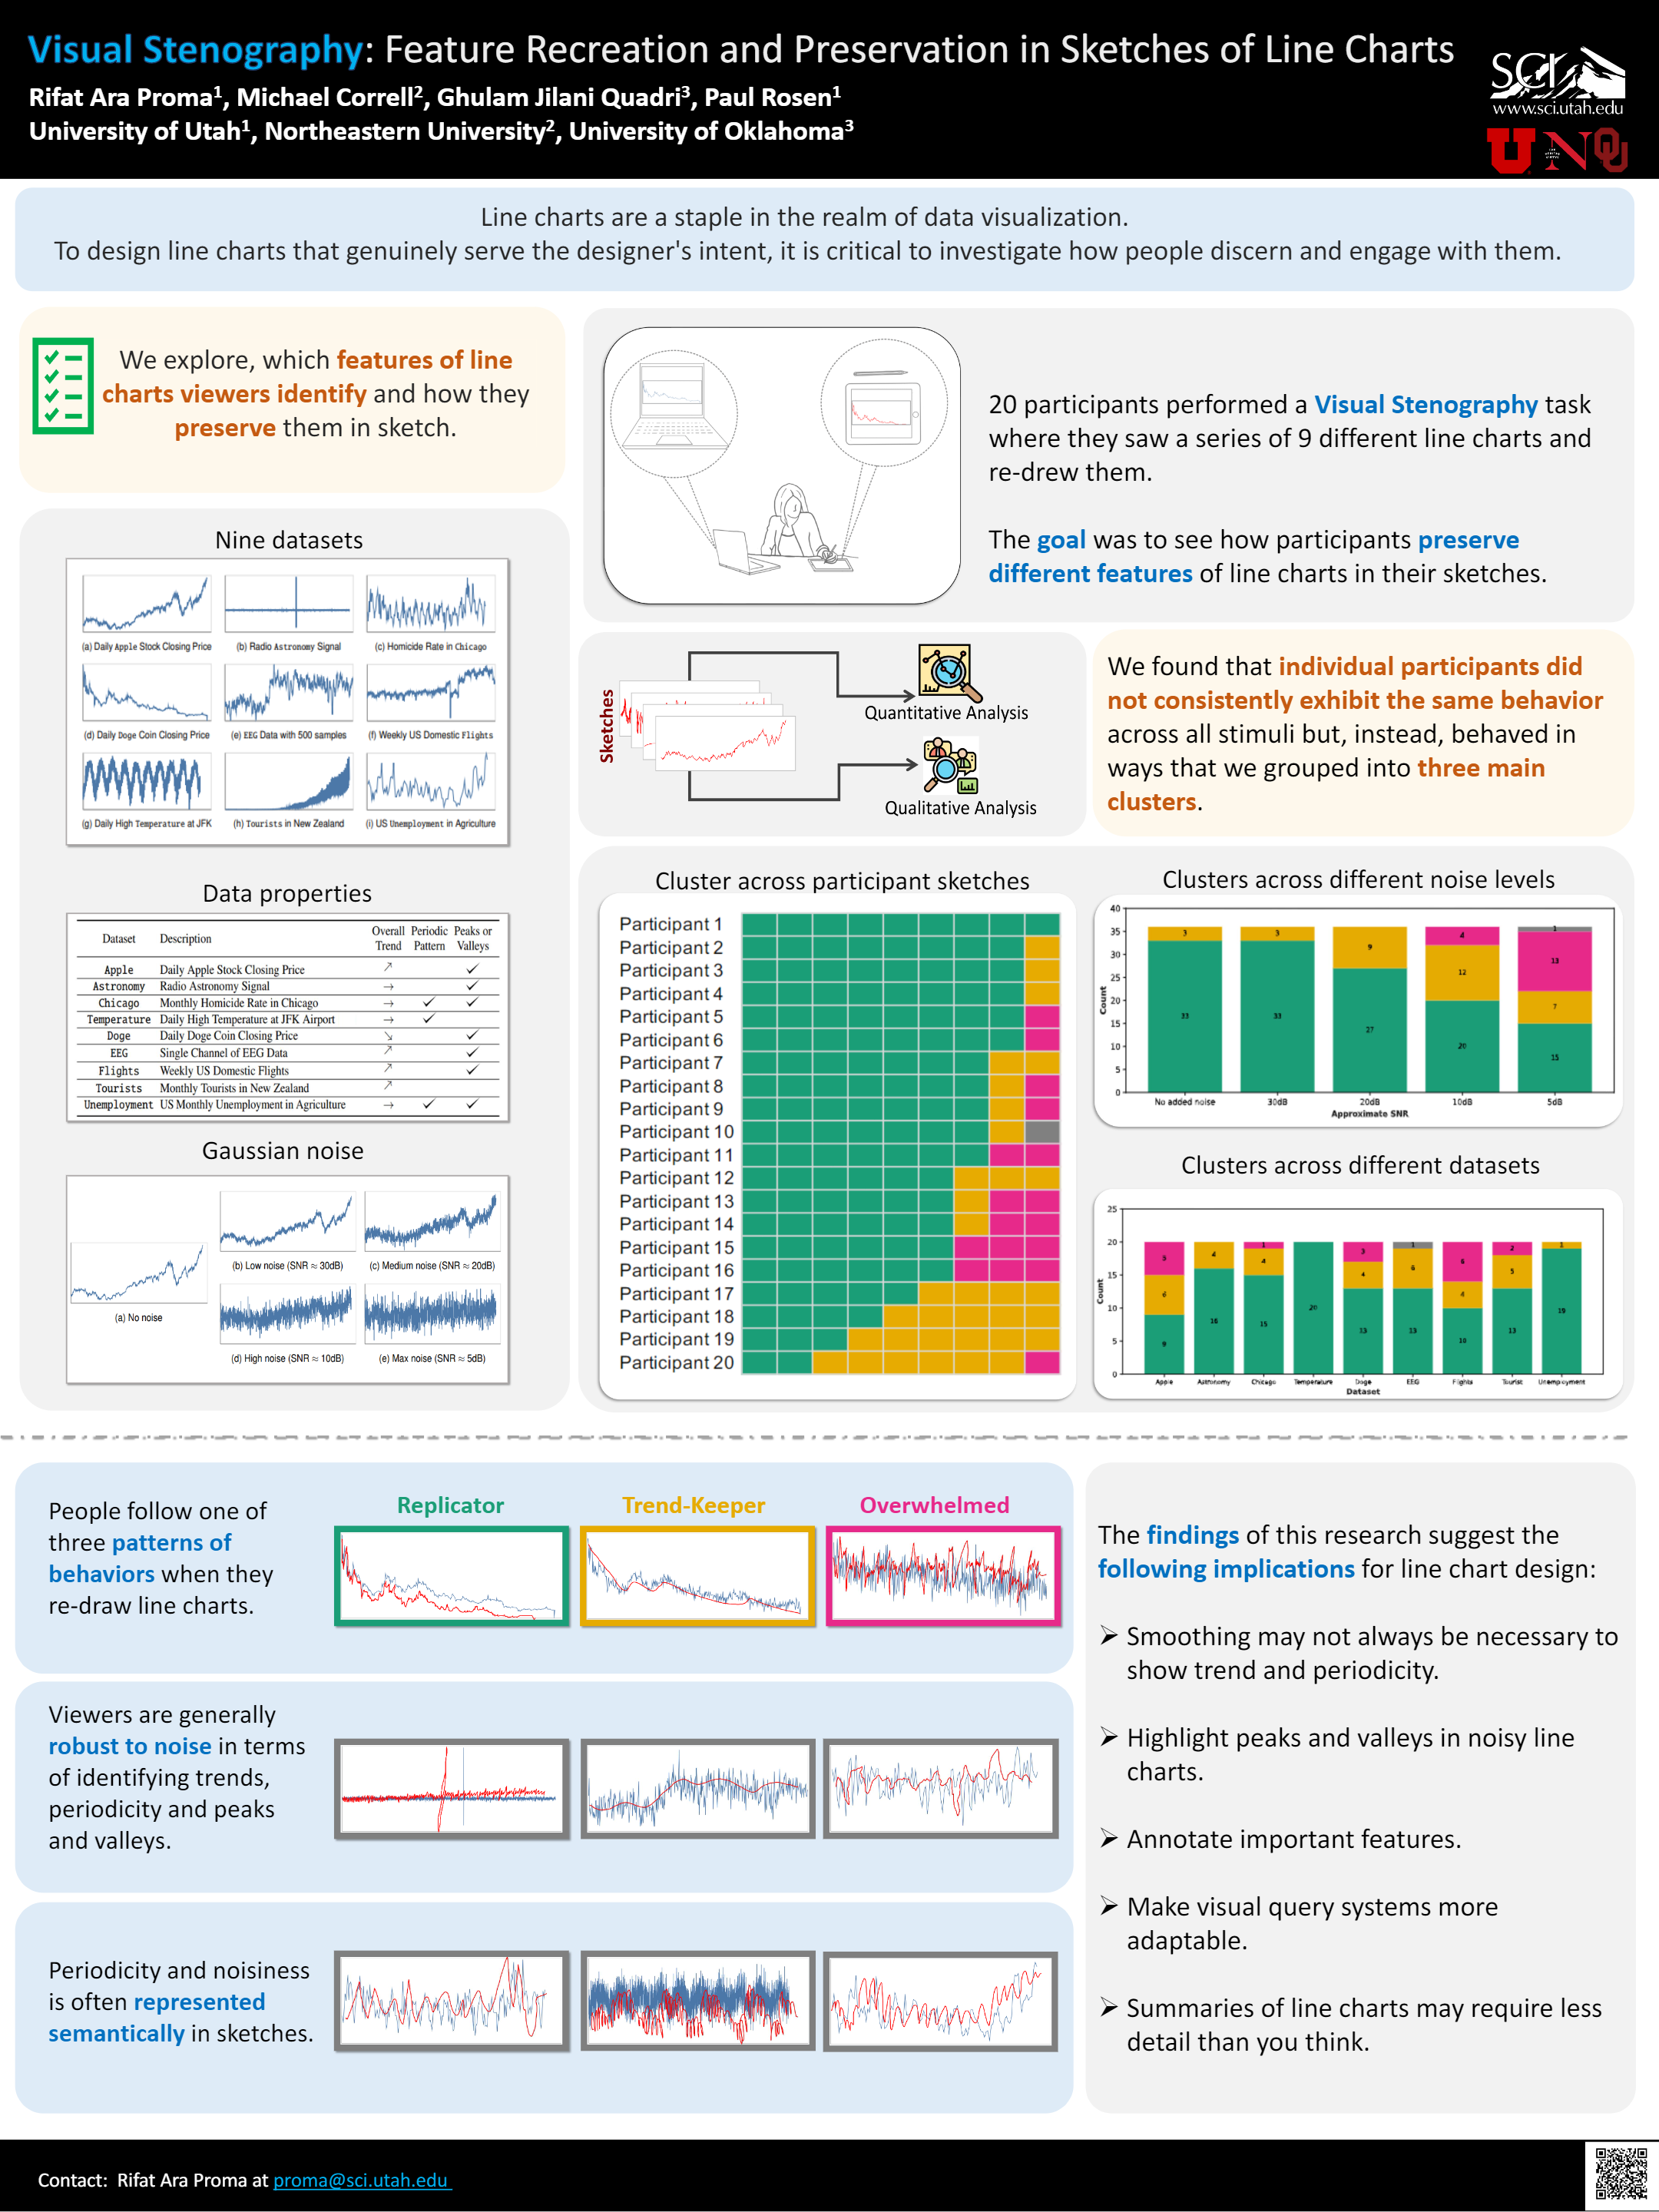 Visual Stenography: Feature Recreation and Preservation in Sketches of Line Charts
Rifat Ara Proma1, Michael Correll2, Ghulam Jilani Quadri3, Paul Rosen1
University of Utah1, Northeastern University2, University of Oklahoma3
SCI
www.sci.utah.edu
U N OU
Line charts are a staple in the realm of data visualization.
To design line charts that genuinely serve the designer's intent, it is critical to investigate how people discern and engage with them.
We explore, which features of line
charts viewers identify and how they
preserve them in sketch.
20 participants performed a Visual Stenography task
where they saw a series of 9 different line charts and
re-drew them.
The goal was to see how participants preserve
different features of line charts in their sketches.
Nine datasets
(a) Daily Apple Stock Closing Price
(b) Radio Astronomy Signal
(c) Homicide Rate in Chicago
(d) Daily Doge Coin Closing Price
(e) EEG Data with 500 samples
(f) Weekly US Domestic Flights
(g) Daily High Temperature at JFK
(h) Tourists in New Zealand
(i) US Unemployment in Agriculture
Data properties
Dataset Description Overall Trend Periodic Pattern Peaks or Valleys
Apple Daily Apple Stock Closing Price ↗ ✓
Astronomy Radio Astronomy Signal → ✓
Chicago Monthly Homicide Rate in Chicago → ✓ ✓
Temperature Daily High Temperature at JFK Airport → ✓
Doge Daily Doge Coin Closing Price ↘ ✓
EEG Single Channel of EEG Data ↗ ✓
Flights Weekly US Domestic Flights ↗ ✓
Tourists Monthly Tourists in New Zealand ↗
Unemployment US Monthly Unemployment in Agriculture → ✓ ✓
Gaussian noise
(a) No noise
(b) Low noise (SNR ≈ 30dB)
(c) Medium noise (SNR ≈ 20dB)
(d) High noise (SNR ≈ 10dB)
(e) Max noise (SNR ≈ 5dB)
Sketches
Quantitative Analysis
Qualitative Analysis
We found that individual participants did
not consistently exhibit the same behavior
across all stimuli but, instead, behaved in
ways that we grouped into three main
clusters.
Cluster across participant sketches
Participant 1
Participant 2
Participant 3
Participant 4
Participant 5
Participant 6
Participant 7
Participant 8
Participant 9
Participant 10
Participant 11
Participant 12
Participant 13
Participant 14
Participant 15
Participant 16
Participant 17
Participant 18
Participant 19
Participant 20
Clusters across different noise levels
40
35
30
25
20
15
10
5
0
Count
3 3 9 4 1
12 13
7
33 33 27 20 15
No added noise 30dB 20dB 10dB 5dB
Approximate SNR
Clusters across different datasets
25
20
15
10
5
0
Count
5 4 1 3 1 6 2 1
6 4 4 6 4 5
9 16 15 20 13 13 10 13 19
Apple Astronomy Chicago Temperature Doge EEG Flights Tourist Unemployment
Dataset
People follow one of
three patterns of
behaviors when they
re-draw line charts.
Replicator
Trend-Keeper
Overwhelmed
Viewers are generally
robust to noise in terms
of identifying trends,
periodicity and peaks
and valleys.
Periodicity and noisiness
is often represented
semantically in sketches.
The findings of this research suggest the
following implications for line chart design:
➢ Smoothing may not always be necessary to
show trend and periodicity.
➢ Highlight peaks and valleys in noisy line
charts.
➢ Annotate important features.
➢ Make visual query systems more
adaptable.
➢ Summaries of line charts may require less
detail than you think.
Contact: Rifat Ara Proma at proma@sci.utah.edu